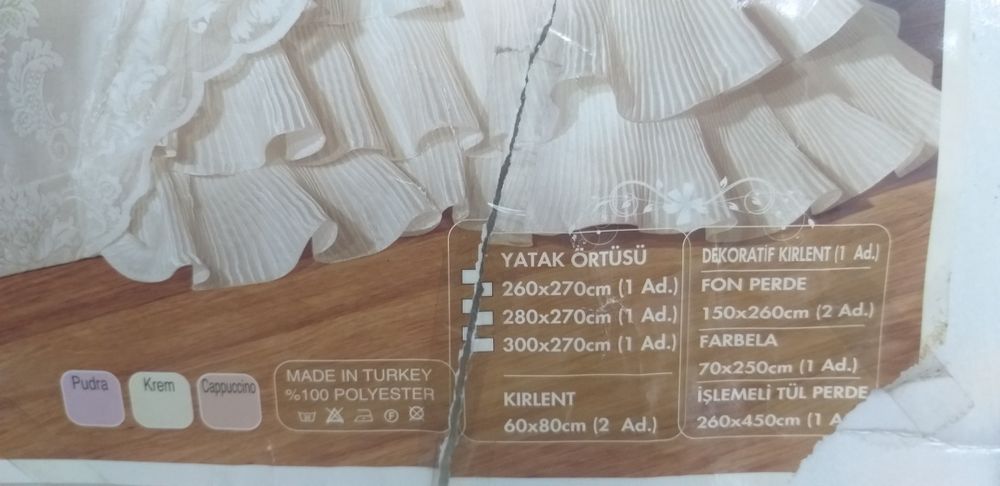 YATAK ÖRTÜSÜ
260x270cm (1 Ad.)
280x270cm (1 Ad.)
300x270cm (1 Ad.)
KIRLENT
60x80cm (2 Ad.)
DEKORATİF KIRLENT (1 Ad.)
FON PERDE
150x260cm (2 Ad.)
FARBELA
70x250cm (1 Ad.)
İŞLEMELİ TÜL PERDE
260x450cm (1 A
Pudra
Krem
Cappuccino
MADE IN TURKEY
%100 POLYESTER